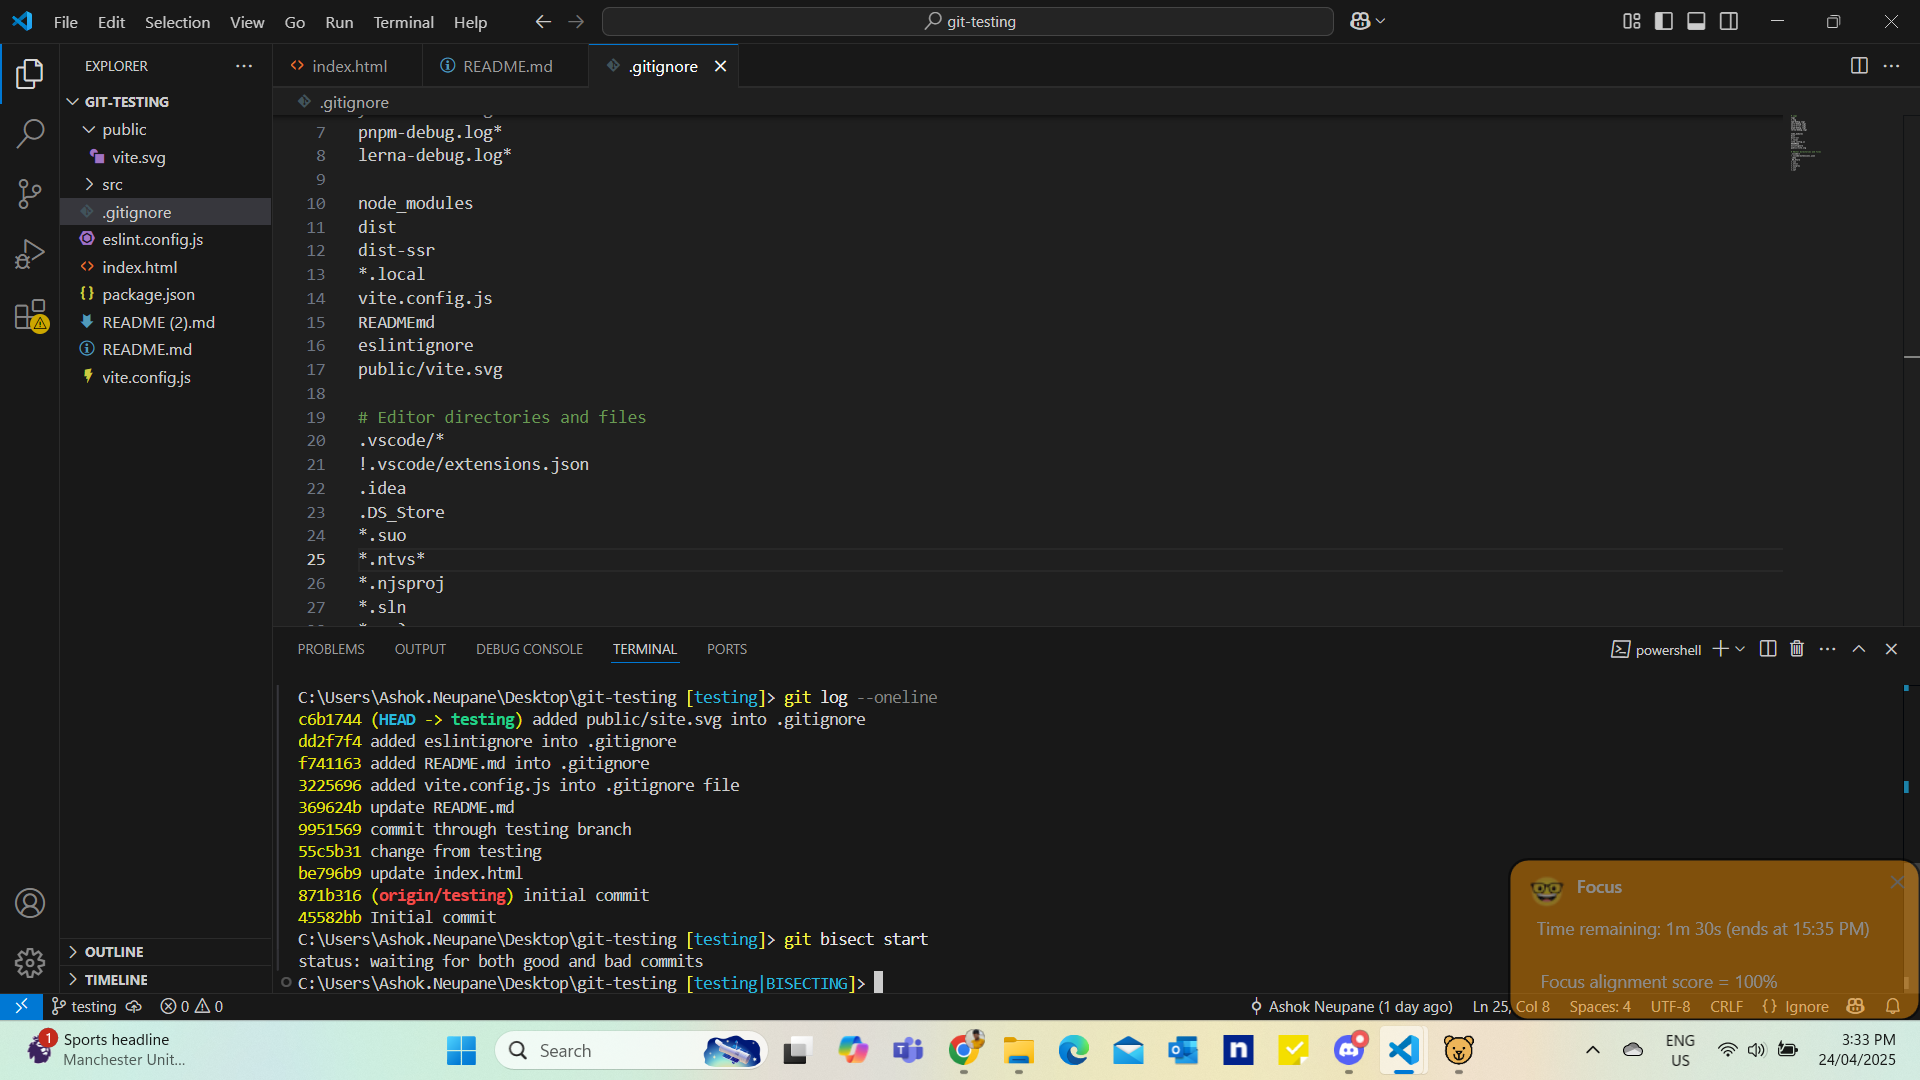 File Edit Selection View Go Run Terminal Help
git-testing
EXPLORER
GIT-TESTING
public
vite.svg
src
.gitignore
eslint.config.js
index.html
package.json
README (2).md
README.md
vite.config.js
OUTLINE
TIMELINE
index.html README.md .gitignore
.gitignore
7 pnpm-debug.log*
8 lerna-debug.log*
9
10 node_modules
11 dist
12 dist-ssr
13 *.local
14 vite.config.js
15 READMEmd
16 eslintignore
17 public/vite.svg
18
19 # Editor directories and files
20 .vscode/*
21 !.vscode/extensions.json
22 .idea
23 .DS_Store
24 *.suo
25 *.ntvs*
26 *.njsproj
27 *.sln
PROBLEMS OUTPUT DEBUG CONSOLE TERMINAL PORTS
powershell
C:\Users\Ashok.Neupane\Desktop\git-testing [testing]> git log --oneline
c6b1744 (HEAD -> testing) added public/site.svg into .gitignore
dd2f7f4 added eslintignore into .gitignore
f741163 added README.md into .gitignore
3225696 added vite.config.js into .gitignore file
369624b update README.md
9951569 commit through testing branch
55c5b31 change from testing
be796b9 update index.html
871b316 (origin/testing) initial commit
45582bb Initial commit
C:\Users\Ashok.Neupane\Desktop\git-testing [testing]> git bisect start
status: waiting for both good and bad commits
C:\Users\Ashok.Neupane\Desktop\git-testing [testing|BISECTING]>
Focus
Time remaining: 1m 30s (ends at 15:35 PM)
Focus alignment score = 100%
testing 0 0
Ashok Neupane (1 day ago) Ln 25, Col 8 Spaces: 4 UTF-8 CRLF {} Ignore
1
Sports headline
Manchester Unit...
Search
ENG
US
3:33 PM
24/04/2025